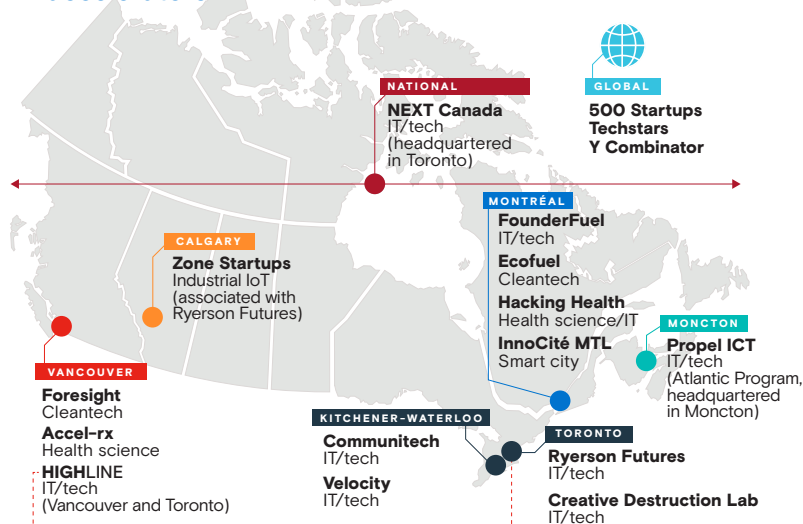 NATIONAL
NEXT Canada
IT/tech
(headquartered
in Toronto)
GLOBAL
500 Startups
Techstars
Y Combinator
MONTRÉAL
FounderFuel
IT/tech
Ecofuel
Cleantech
Hacking Health
Health science/IT
InnoCité MTL
Smart city
CALGARY
Zone Startups
Industrial IoT
(associated with
Ryerson Futures)
MONCTON
Propel ICT
IT/tech
(Atlantic Program,
headquartered
in Moncton)
VANCOUVER
Foresight
Cleantech
Accel-rx
Health science
HIGHLINE
IT/tech
(Vancouver and Toronto)
KITCHENER-WATERLOO
Communitech
IT/tech
Velocity
IT/tech
TORONTO
Ryerson Futures
IT/tech
Creative Destruction Lab
IT/tech